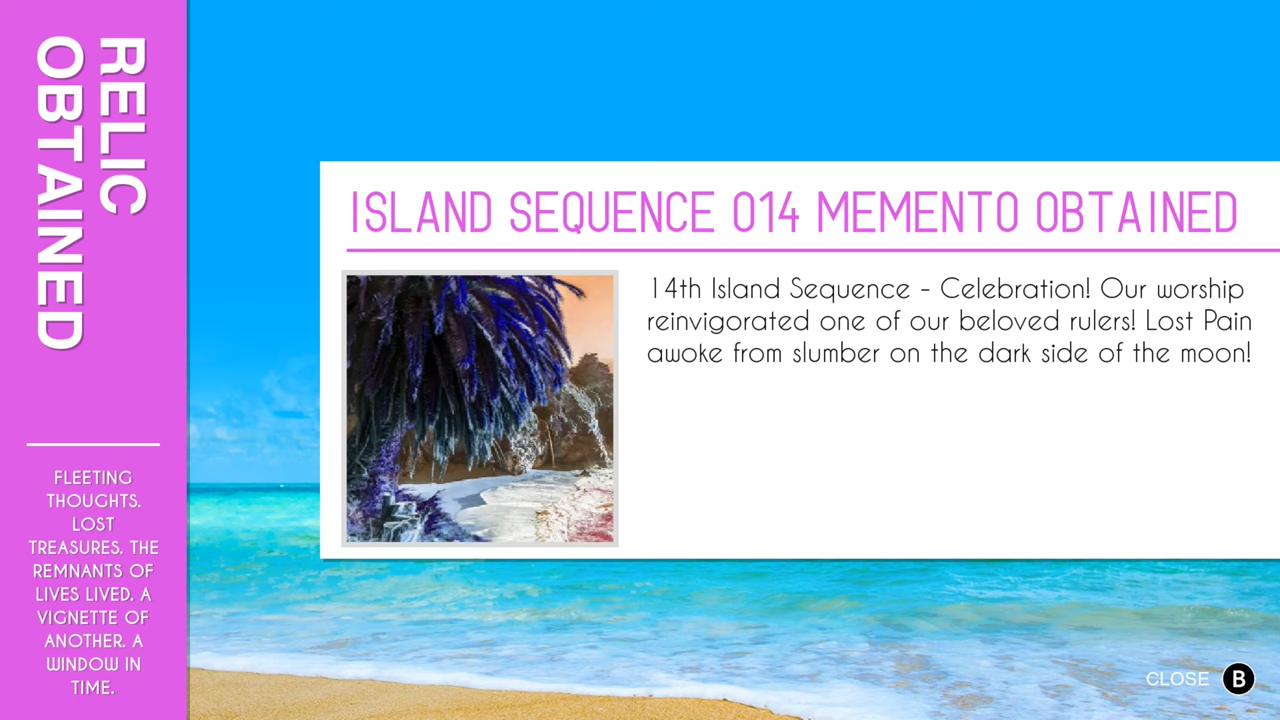 RELIC
OBTAINED
FLEETING
THOUGHTS.
LOST
TREASURES. THE
REMNANTS OF
LIVES LIVED. A
VIGNETTE OF
ANOTHER. A
WINDOW IN
TIME.
ISLAND SEQUENCE 014 MEMENTO OBTAINED
14th Island Sequence - Celebration! Our worship
reinvigorated one of our beloved rulers! Lost Pain
awoke from slumber on the dark side of the moon!
CLOSE B